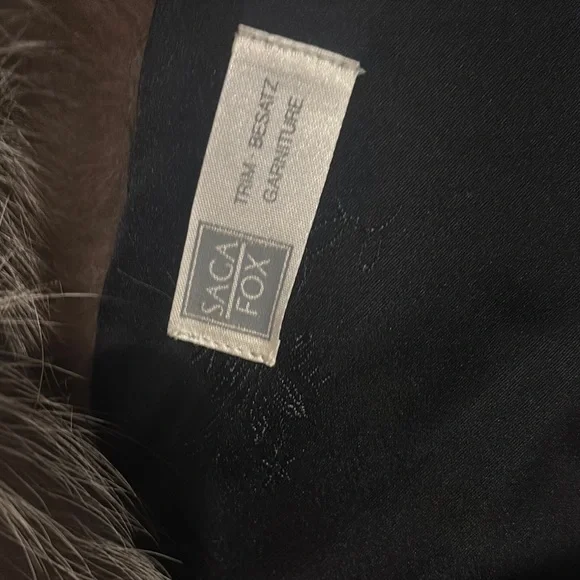 SAGA
FOX
TRIM · BESATZ
GARNITURE